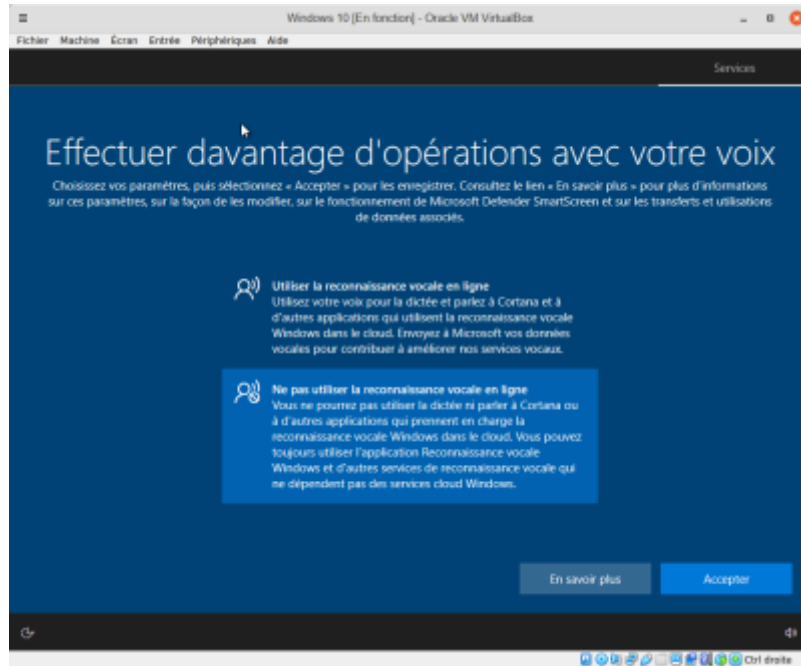 Windows 10 [En fonction] - Oracle VM VirtualBox
Fichier Machine Écran Entrée Périphériques Aide
Services
Effectuer davantage d'opérations avec votre voix
Choisissez vos paramètres, puis sélectionnez « Accepter » pour les enregistrer. Consultez le lien « En savoir plus » pour plus d'informations
sur ces paramètres, sur la façon de les modifier, sur le fonctionnement de Microsoft Defender SmartScreen et sur les transferts et utilisations
de données associés.
Utiliser la reconnaissance vocale en ligne
Utilisez votre voix pour la dictée et parlez à Cortana et à
d'autres applications qui utilisent la reconnaissance vocale
Windows dans le cloud. Envoyez à Microsoft vos données
vocales pour contribuer à améliorer nos services vocaux.
Ne pas utiliser la reconnaissance vocale en ligne
Vous ne pourrez pas utiliser la dictée ni parler à Cortana ou
à d'autres applications qui prennent en charge la
reconnaissance vocale Windows dans le cloud. Vous pouvez
toujours utiliser l'application Reconnaissance vocale
Windows et d'autres services de reconnaissance vocale qui
ne dépendent pas des services cloud Windows.
En savoir plus
Accepter
Ctrl droite